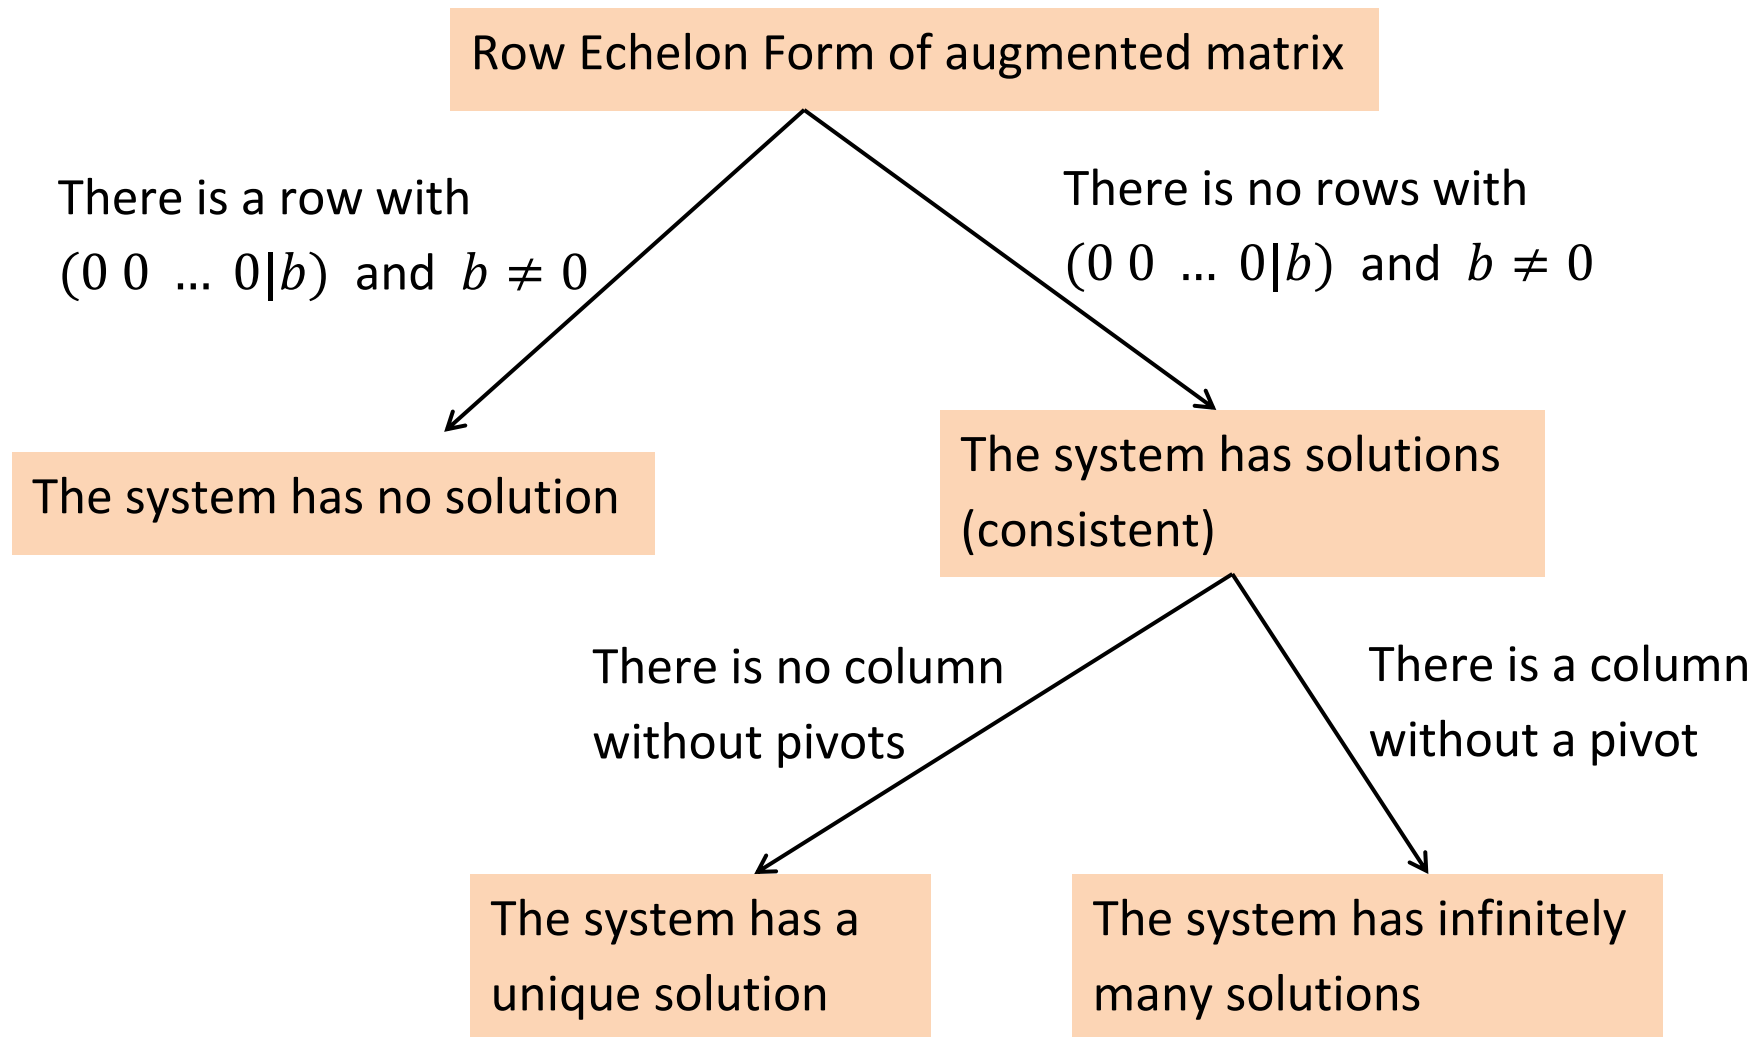 Row Echelon Form of augmented matrix
There is a row with
(0 0 … 0|b) and b ≠ 0
There is no rows with
(0 0 … 0|b) and b ≠ 0
The system has no solution
The system has solutions
(consistent)
There is no column
without pivots
There is a column
without a pivot
The system has a
unique solution
The system has infinitely
many solutions